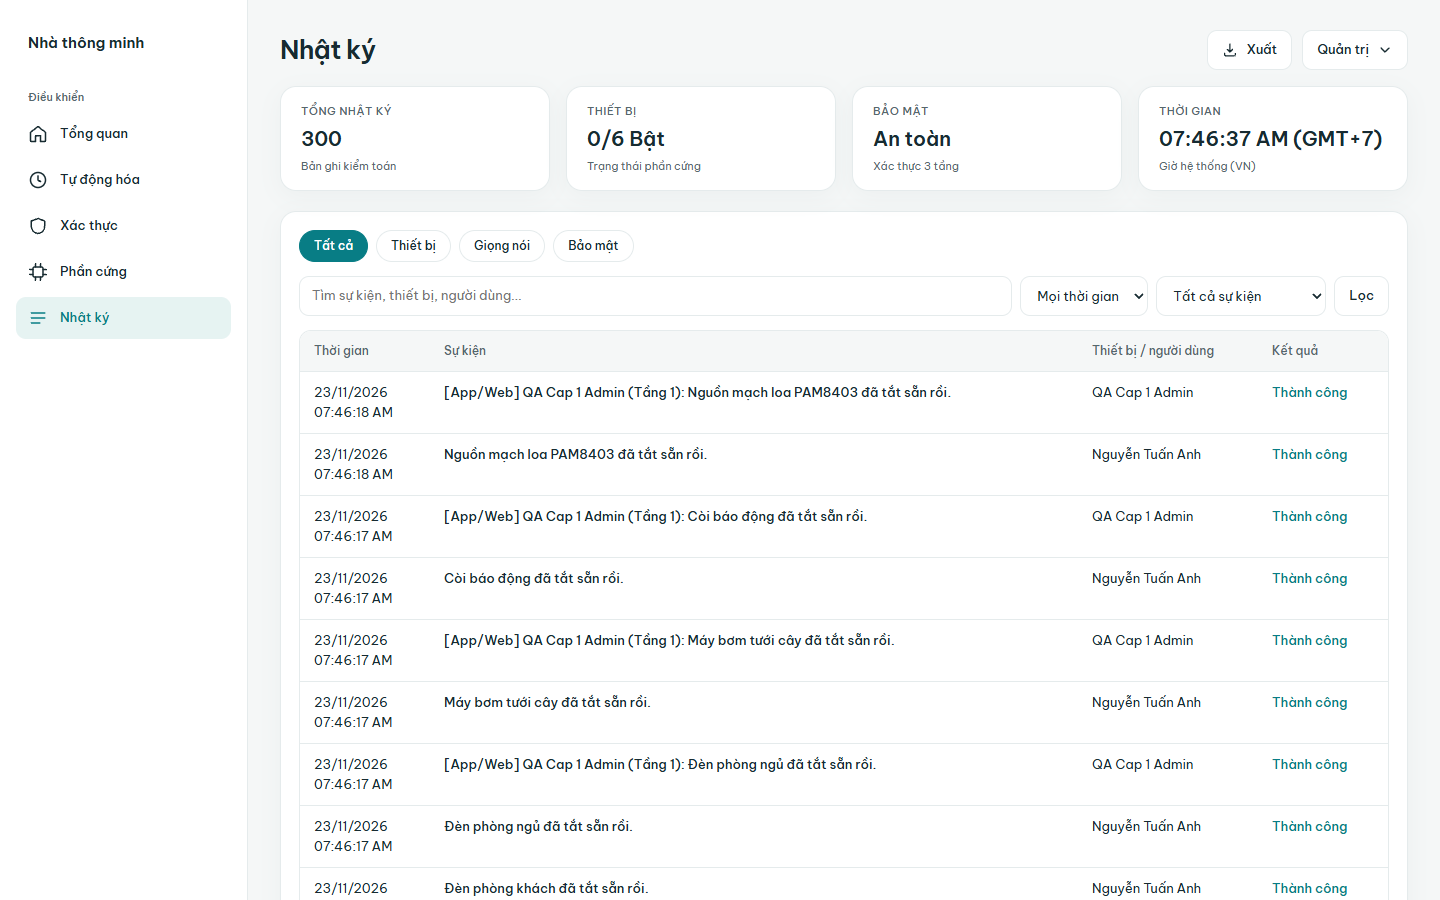 Nhà thông minh
Điều khiển
Tổng quan
Tự động hóa
Xác thực
Phần cứng
Nhật ký
Nhật ký
Xuất
Quản trị
TỔNG NHẬT KÝ
300
Bản ghi kiểm toán
THIẾT BỊ
0/6 Bật
Trạng thái phần cứng
BẢO MẬT
An toàn
Xác thực 3 tầng
THỜI GIAN
07:46:37 AM (GMT+7)
Giờ hệ thống (VN)
Tất cả
Thiết bị
Giọng nói
Bảo mật
Tìm sự kiện, thiết bị, người dùng...
Mọi thời gian
Tất cả sự kiện
Lọc
Thời gian Sự kiện Thiết bị / người dùng Kết quả
23/11/2026 [App/Web] QA Cap 1 Admin (Tầng 1): Nguồn mạch loa PAM8403 đã tắt sẵn rồi. QA Cap 1 Admin Thành công
07:46:18 AM
23/11/2026 Nguồn mạch loa PAM8403 đã tắt sẵn rồi. Nguyễn Tuấn Anh Thành công
07:46:18 AM
23/11/2026 [App/Web] QA Cap 1 Admin (Tầng 1): Còi báo động đã tắt sẵn rồi. QA Cap 1 Admin Thành công
07:46:17 AM
23/11/2026 Còi báo động đã tắt sẵn rồi. Nguyễn Tuấn Anh Thành công
07:46:17 AM
23/11/2026 [App/Web] QA Cap 1 Admin (Tầng 1): Máy bơm tưới cây đã tắt sẵn rồi. QA Cap 1 Admin Thành công
07:46:17 AM
23/11/2026 Máy bơm tưới cây đã tắt sẵn rồi. Nguyễn Tuấn Anh Thành công
07:46:17 AM
23/11/2026 [App/Web] QA Cap 1 Admin (Tầng 1): Đèn phòng ngủ đã tắt sẵn rồi. QA Cap 1 Admin Thành công
07:46:17 AM
23/11/2026 Đèn phòng ngủ đã tắt sẵn rồi. Nguyễn Tuấn Anh Thành công
07:46:17 AM
23/11/2026 Đèn phòng khách đã tắt sẵn rồi. Nguyễn Tuấn Anh Thành công